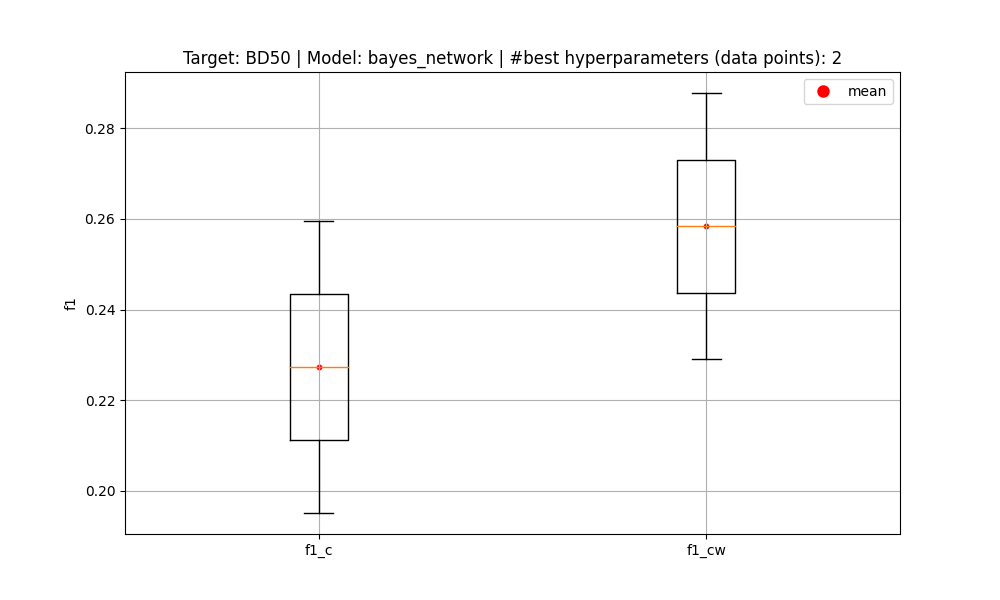 Target: BD50 | Model: bayes_network | #best hyperparameters (data points): 2
mean
0.28
0.26
0.24
0.22
0.20
f1
f1_c
f1_cw